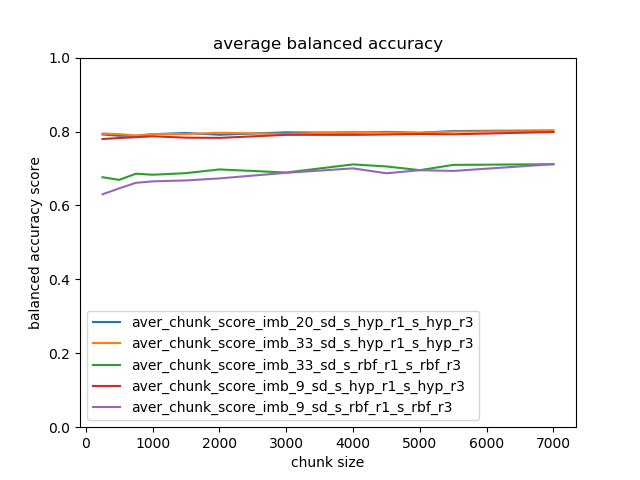 average balanced accuracy
balanced accuracy score
1.0
0.8
0.6
0.4
0.2
0.0
aver_chunk_score_imb_20_sd_s_hyp_r1_s_hyp_r3
aver_chunk_score_imb_33_sd_s_hyp_r1_s_hyp_r3
aver_chunk_score_imb_33_sd_s_rbf_r1_s_rbf_r3
aver_chunk_score_imb_9_sd_s_hyp_r1_s_hyp_r3
aver_chunk_score_imb_9_sd_s_rbf_r1_s_rbf_r3
0 1000 2000 3000 4000 5000 6000 7000
chunk size